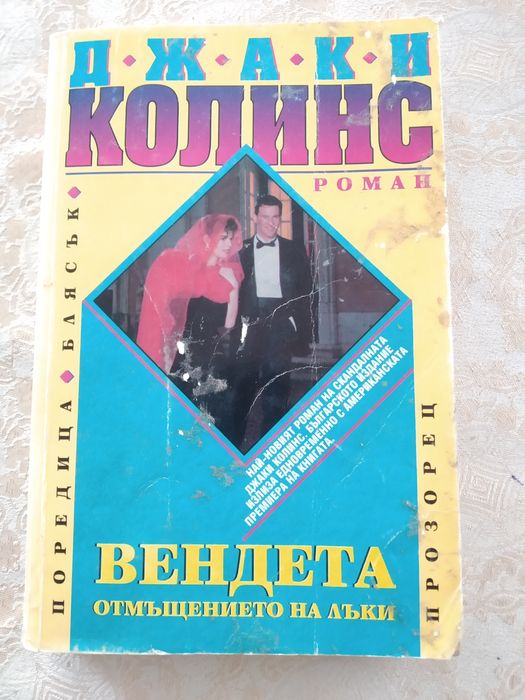 Д•Ж•А•К•И
КОЛИНС
РОМАН
ПОРЕДИЦА • БЛЯСЪК •
НАЙ-НОВИЯТ РОМАН НА СКАНДАЛНАТА
ДЖАКИ КОЛИНС. БЪЛГАРСКОТО ИЗДАНИЕ
ИЗЛИЗА ЕДНОВРЕМЕННО С АМЕРИКАНСКАТА
ПРЕМИЕРА НА КНИГАТА.
ПРОЗОРЕЦ
ВЕНДЕТА
ОТМЪЩЕНИЕТО НА ЛЪКИ